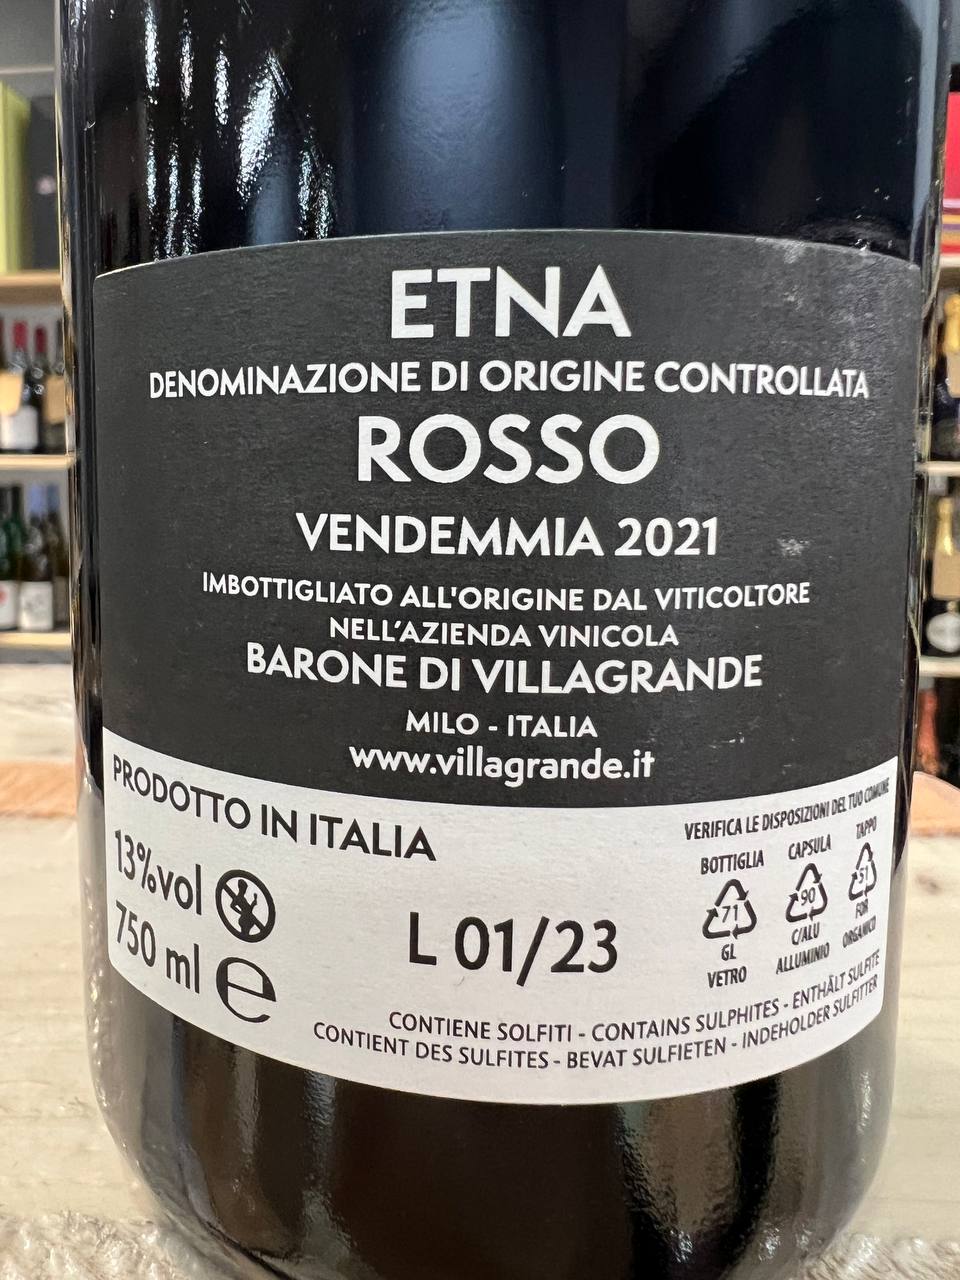 ETNA
DENOMINAZIONE DI ORIGINE CONTROLLATA
ROSSO
VENDEMMIA 2021
IMBOTTIGLIATO ALL'ORIGINE DAL VITICOLTORE
NELL'AZIENDA VINICOLA
BARONE DI VILLAGRANDE
MILO - ITALIA
www.villagrande.it
PRODOTTO IN ITALIA
13%vol
750 ml e
L 01/23
VERIFICA LE DISPOSIZIONI DEL TUO COMUNE
BOTTIGLIA
71
GL
VETRO
CAPSULA
90
C/ALU
ALLUMINIO
TAPPO
51
FOR
ORGANICO
CONTIENE SOLFITI - CONTAINS SULPHITES - ENTHÄLT SULFITE
CONTIENT DES SULFITES - BEVAT SULFIETEN - INDEHOLDER SULFITTER